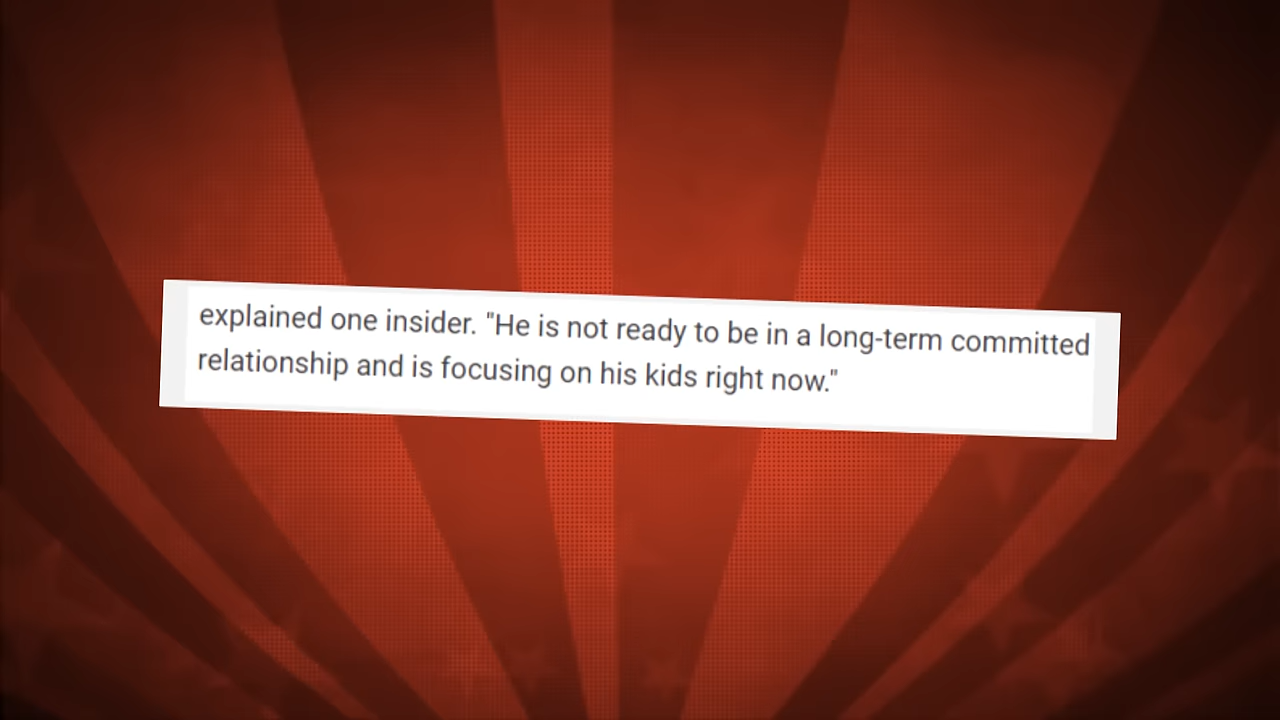 explained one insider. "He is not ready to be in a long-term committed
relationship and is focusing on his kids right now."